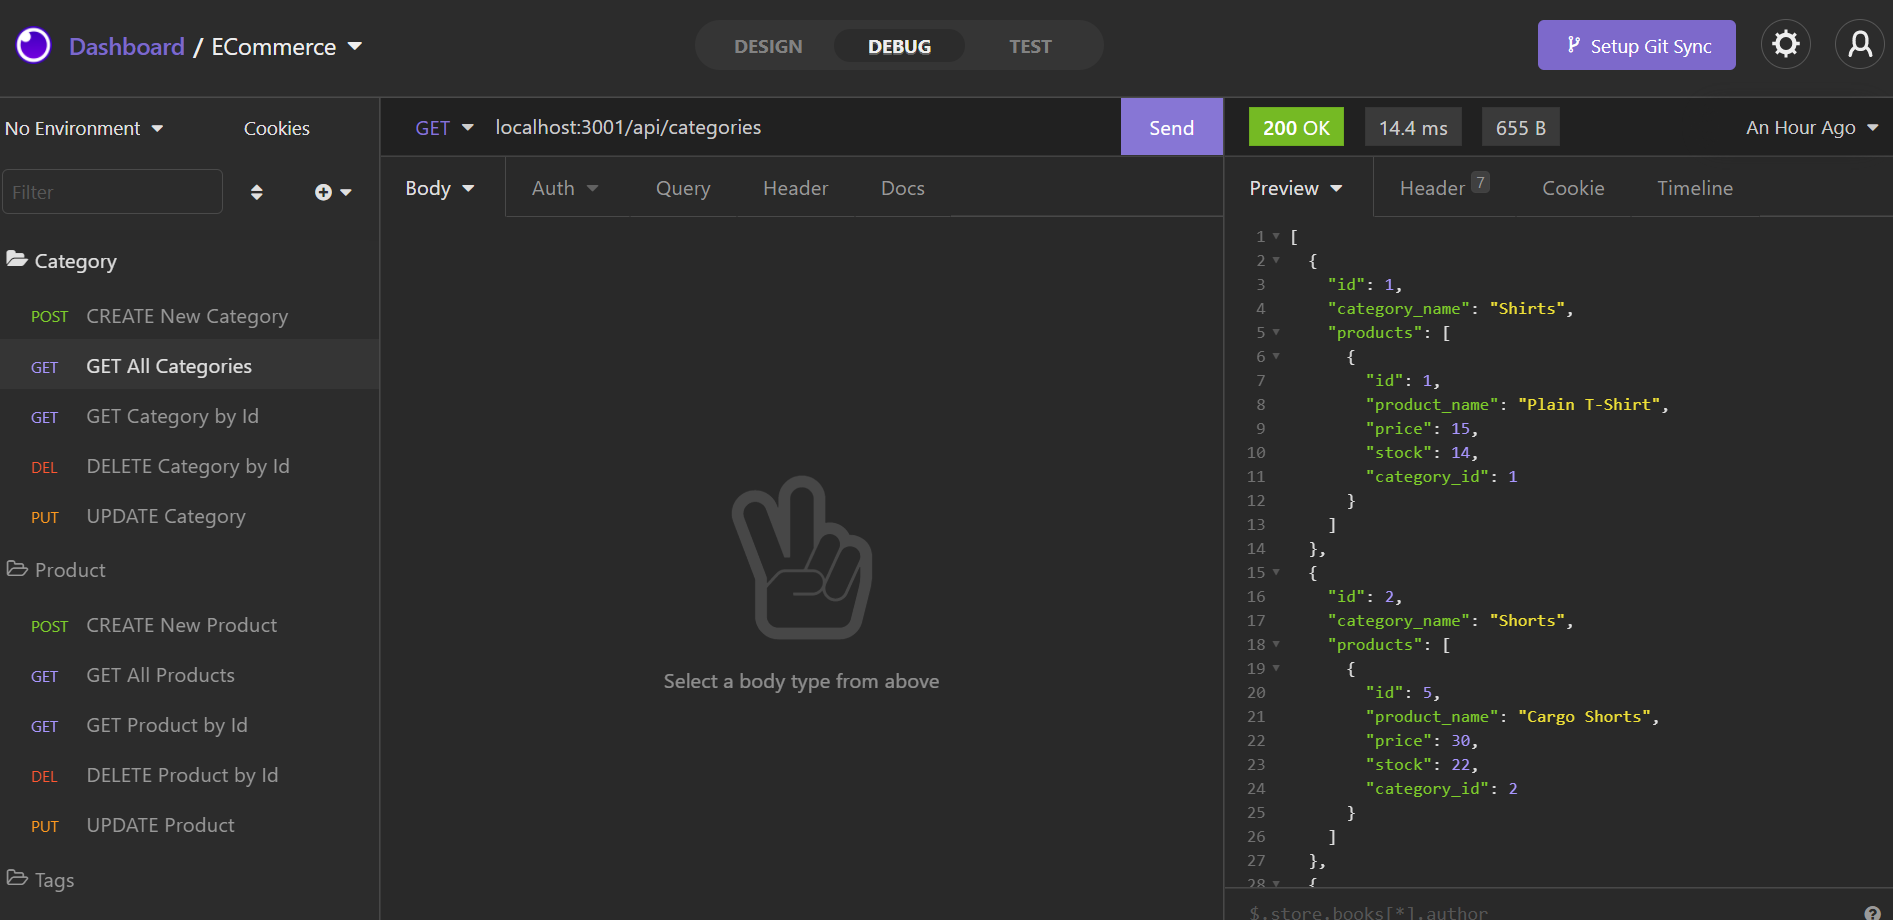 Dashboard / ECommerce
DESIGN DEBUG TEST
Setup Git Sync
No Environment Cookies
Filter
Category
POST CREATE New Category
GET GET All Categories
GET GET Category by Id
DEL DELETE Category by Id
PUT UPDATE Category
Product
POST CREATE New Product
GET GET All Products
GET GET Product by Id
DEL DELETE Product by Id
PUT UPDATE Product
Tags
GET localhost:3001/api/categories Send
Body Auth Query Header Docs
Select a body type from above
200 OK 14.4 ms 655 B An Hour Ago
Preview Header 7 Cookie Timeline
1 [
2 {
3 "id": 1,
4 "category_name": "Shirts",
5 "products": [
6 {
7 "id": 1,
8 "product_name": "Plain T-Shirt",
9 "price": 15,
10 "stock": 14,
11 "category_id": 1
12 }
13 ]
14 },
15 {
16 "id": 2,
17 "category_name": "Shorts",
18 "products": [
19 {
20 "id": 5,
21 "product_name": "Cargo Shorts",
22 "price": 30,
23 "stock": 22,
24 "category_id": 2
25 }
26 ]
27 },
28 {
$.store.books[*].author